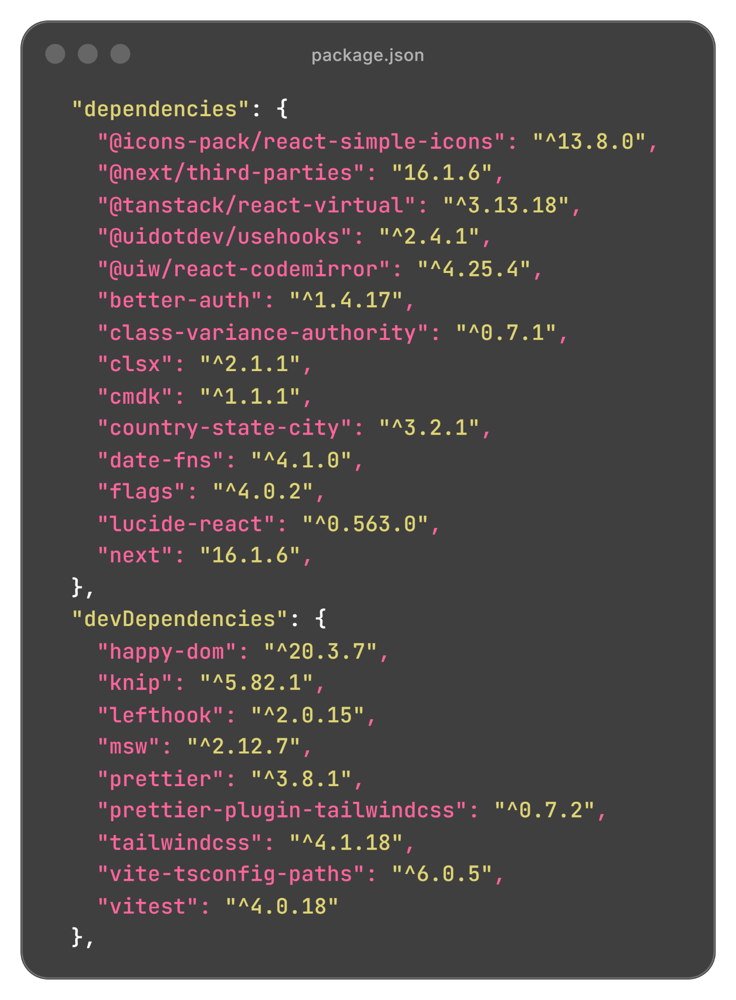 package.json
"dependencies": {
"@icons-pack/react-simple-icons": "^13.8.0",
"@next/third-parties": "16.1.6",
"@tanstack/react-virtual": "^3.13.18",
"@uidotdev/usehooks": "^2.4.1",
"@uiw/react-codemirror": "^4.25.4",
"better-auth": "^1.4.17",
"class-variance-authority": "^0.7.1",
"clsx": "^2.1.1",
"cmdk": "^1.1.1",
"country-state-city": "^3.2.1",
"date-fns": "^4.1.0",
"flags": "^4.0.2",
"lucide-react": "^0.563.0",
"next": "16.1.6",
},
"devDependencies": {
"happy-dom": "^20.3.7",
"knip": "^5.82.1",
"lefthook": "^2.0.15",
"msw": "^2.12.7",
"prettier": "^3.8.1",
"prettier-plugin-tailwindcss": "^0.7.2",
"tailwindcss": "^4.1.18",
"vite-tsconfig-paths": "^6.0.5",
"vitest": "^4.0.18"
},